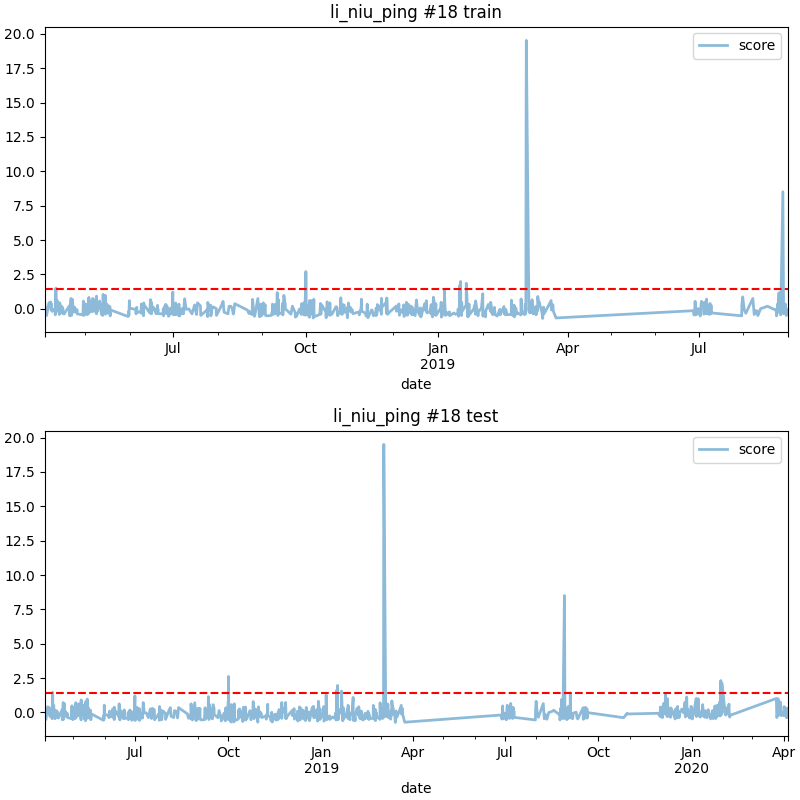 li_niu_ping #18 train
20.0
17.5
15.0
12.5
10.0
7.5
5.0
2.5
0.0
score
Jul Oct Jan Apr Jul
2019
date
li_niu_ping #18 test
20.0
17.5
15.0
12.5
10.0
7.5
5.0
2.5
0.0
score
Jul Oct Jan Apr Jul Oct Jan Apr
2019 2020
date